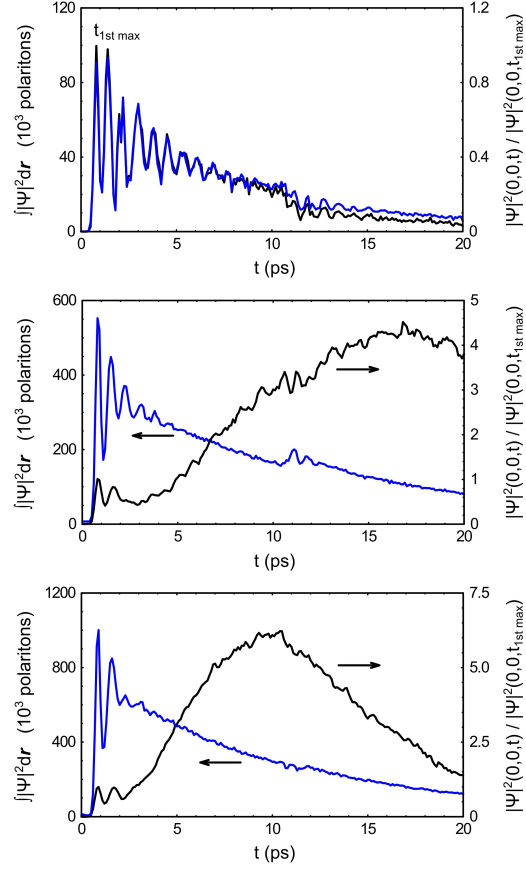 120
80
40
0
1.2
0.8
0.4
0
t1st max
0 5 10 15 20
t (ps)
∫|Ψ|²dr (10³ polaritons)
|Ψ|²(0,0,t) / |Ψ|²(0,0,t1st max)
600
400
200
0
5
4
3
2
1
0
0 5 10 15 20
t (ps)
∫|Ψ|²dr (10³ polaritons)
|Ψ|²(0,0,t) / |Ψ|²(0,0,t1st max)
1200
800
400
0
7.5
5.0
2.5
0.0
0 5 10 15 20
t (ps)
∫|Ψ|²dr (10³ polaritons)
|Ψ|²(0,0,t) / |Ψ|²(0,0,t1st max)